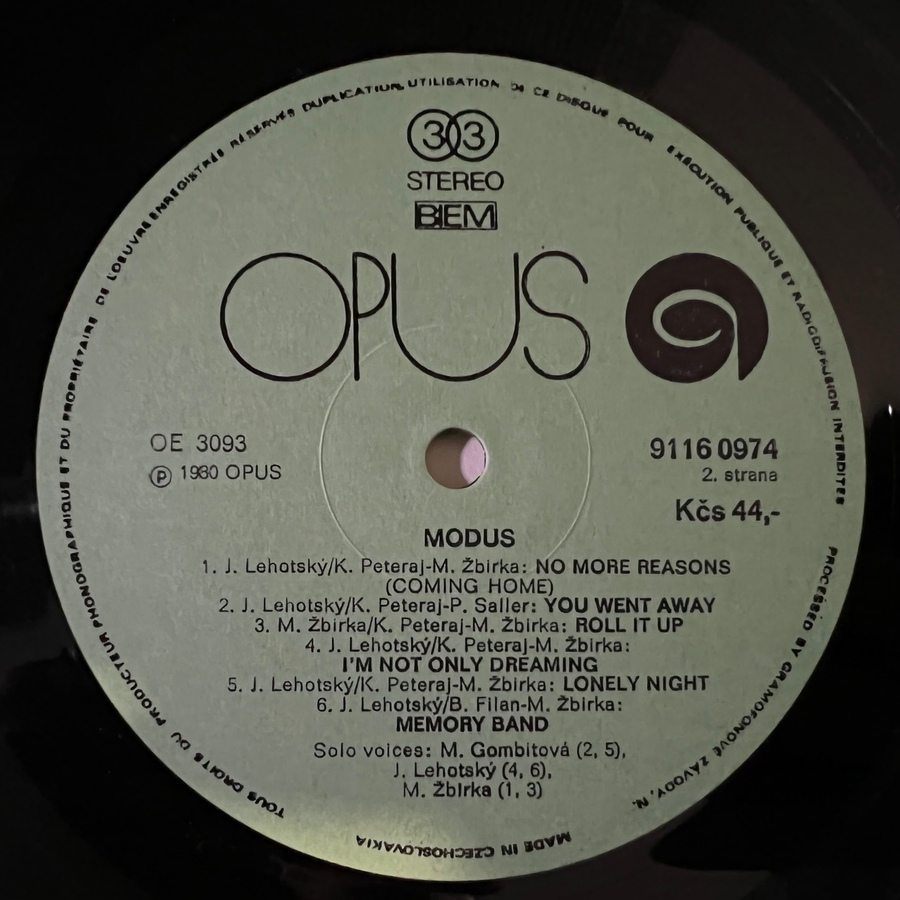 TOUS DROITS DU PRODUCTEUR PHONOGRAPHIQUE ET DU PROPRIÉTAIRE DE L'OEUVRE ENREGISTRÉS RÉSERVÉS DUPLICATION, UTILISATION DE CE DISQUE POUR EXÉCUTION PUBLIQUE ET RADIODIFFUSION INTERDITES
33
STEREO
BIEM
OPUS
OE 3093
℗ 1980 OPUS
9116 0974
2. strana
Kčs 44,-
MODUS
1. J. Lehotský/K. Peteraj-M. Žbirka: NO MORE REASONS
(COMING HOME)
2. J. Lehotský/K. Peteraj-P. Saller: YOU WENT AWAY
3. M. Žbirka/K. Peteraj-M. Žbirka: ROLL IT UP
4. J. Lehotský/K. Peteraj-M. Žbirka:
I'M NOT ONLY DREAMING
5. J. Lehotský/K. Peteraj-M. Žbirka: LONELY NIGHT
6. J. Lehotský/B. Filan-M. Žbirka:
MEMORY BAND
Solo voices: M. Gombitová (2, 5),
J. Lehotský (4, 6),
M. Žbirka (1, 3)
PROCESSED BY GRAMOFONOVÉ ZÁVODY, N.
MADE IN CZECHOSLOVAKIA